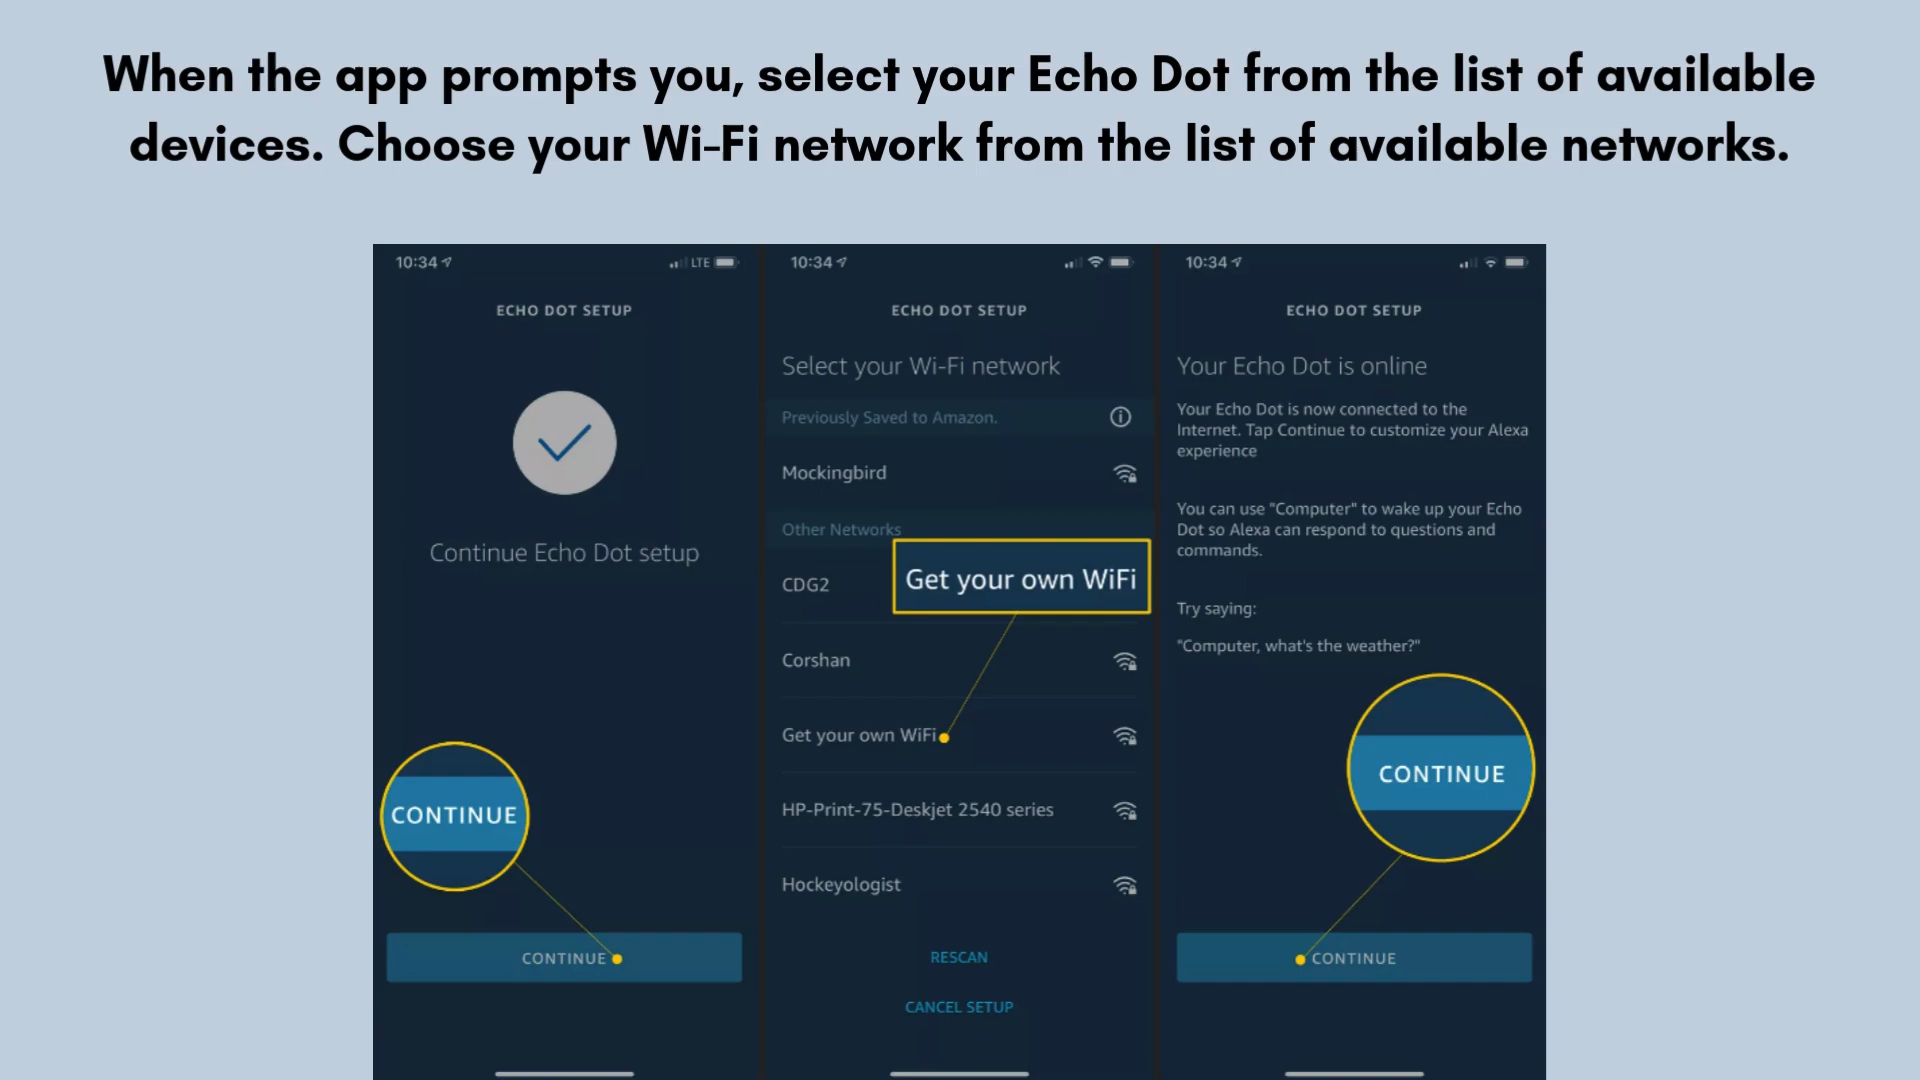 When the app prompts you, select your Echo Dot from the list of available
devices. Choose your Wi-Fi network from the list of available networks.
10:34
LTE
ECHO DOT SETUP
Continue Echo Dot setup
CONTINUE
CONTINUE
10:34
ECHO DOT SETUP
Select your Wi-Fi network
Previously Saved to Amazon.
Mockingbird
Other Networks
CDG2
Get your own WiFi
Corshan
Get your own WiFi
HP-Print-75-Deskjet 2540 series
Hockeyologist
RESCAN
CANCEL SETUP
10:34
ECHO DOT SETUP
Your Echo Dot is online
Your Echo Dot is now connected to the
Internet. Tap Continue to customize your Alexa
experience
You can use "Computer" to wake up your Echo
Dot so Alexa can respond to questions and
commands.
Try saying:
"Computer, what's the weather?"
CONTINUE
CONTINUE